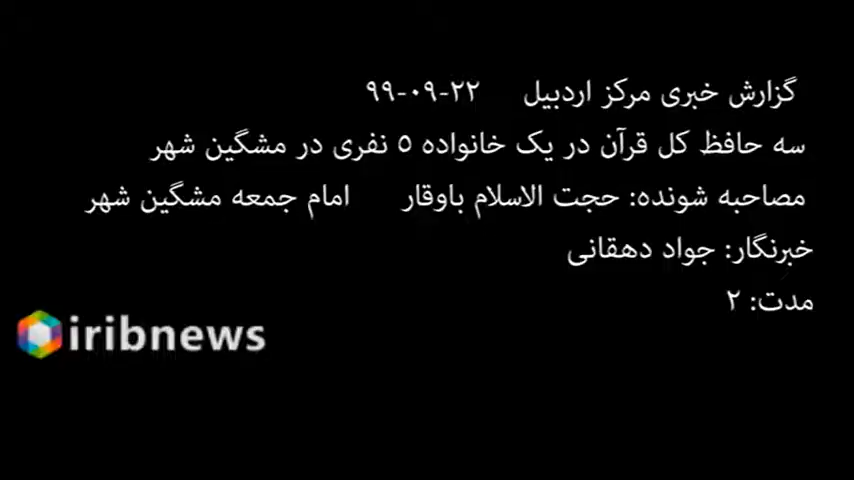 گزارش خبری مرکز اردبیل ۹۹-۰۹-۲۲
سه حافظ کل قرآن در یک خانواده ۵ نفری در مشگین شهر
مصاحبه شونده: حجت الاسلام باوقار امام جمعه مشگین شهر
خبرنگار: جواد دهقانی
مدت: ۲
iribnews